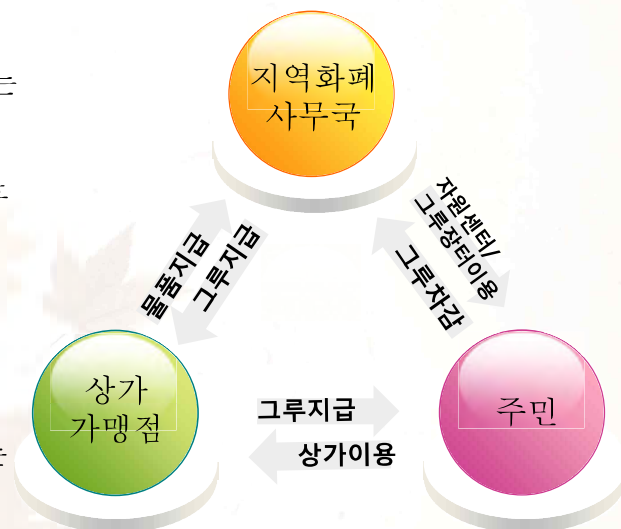 지역화폐
사무국
자원센터/
그루장터이용
그루차감
물품지급
그루지급
상가
가맹점
그루지급
상가이용
주민